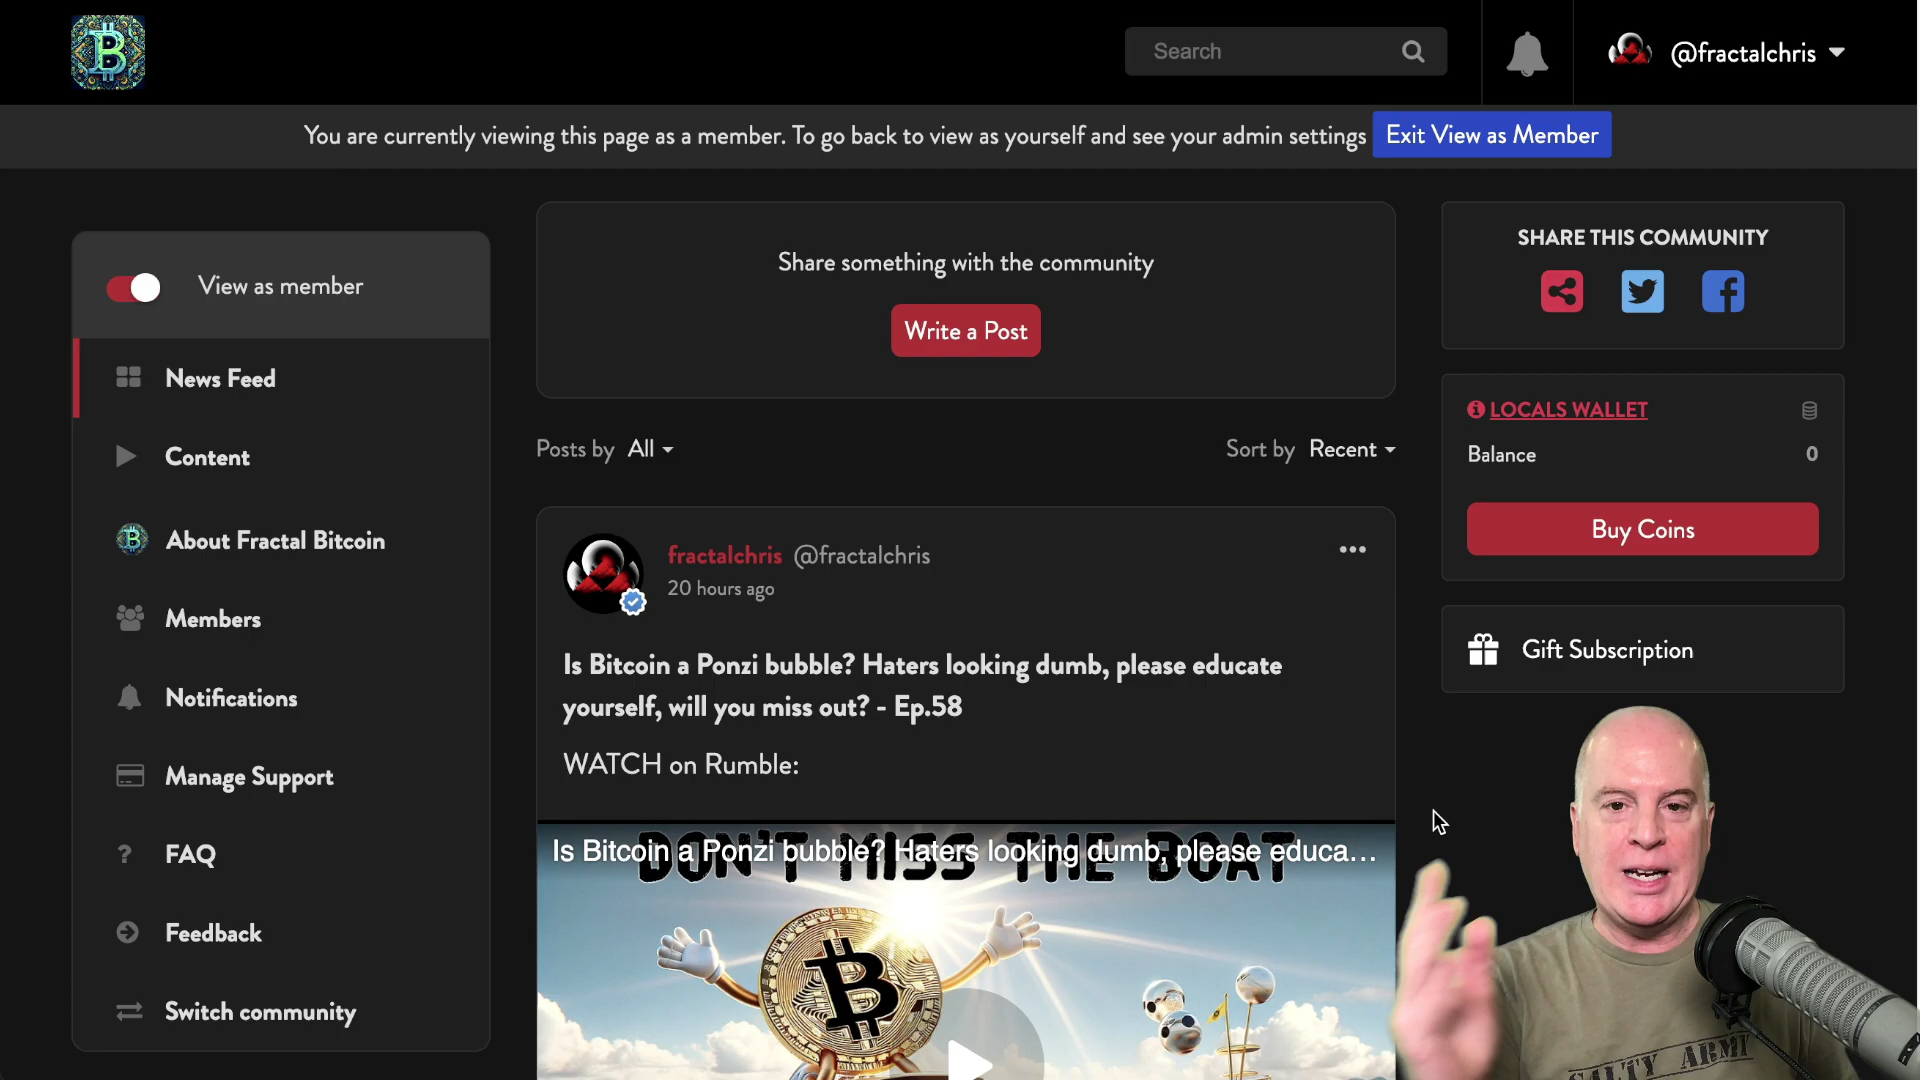 Search
@fractalchris
You are currently viewing this page as a member. To go back to view as yourself and see your admin settings
Exit View as Member
View as member
News Feed
Content
About Fractal Bitcoin
Members
Notifications
Manage Support
FAQ
Feedback
Switch community
Share something with the community
Write a Post
Posts by All
Sort by Recent
fractalchris @fractalchris
20 hours ago
Is Bitcoin a Ponzi bubble? Haters looking dumb, please educate
yourself, will you miss out? - Ep.58
WATCH on Rumble:
DON'T MISS THE BOAT
Is Bitcoin a Ponzi bubble? Haters looking dumb, please educa...
SHARE THIS COMMUNITY
LOCALS WALLET
Balance 0
Buy Coins
Gift Subscription
SALTY ARMY